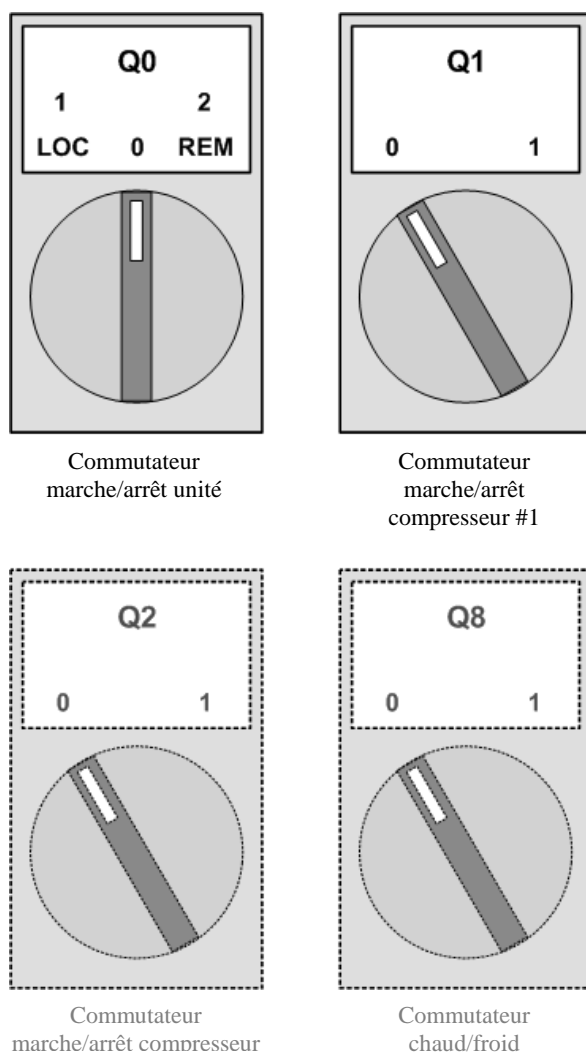 Q0
1 2
LOC 0 REM
Commutateur
marche/arrêt unité
Q1
0 1
Commutateur
marche/arrêt
compresseur #1
Q2
0 1
Commutateur
marche/arrêt compresseur
Q8
0 1
Commutateur
chaud/froid